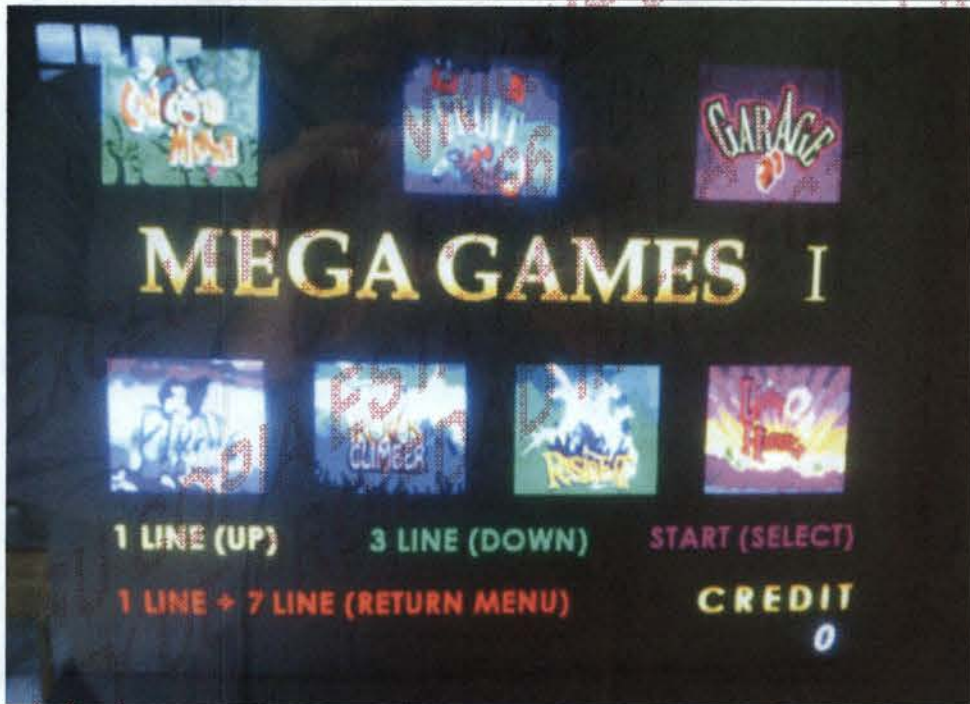 GARAGE
MEGA GAMES I
CLIMBER
RESIDENT
1 LINE (UP) 3 LINE (DOWN) START (SELECT)
1 LINE + 7 LINE (RETURN MENU) CREDIT
0